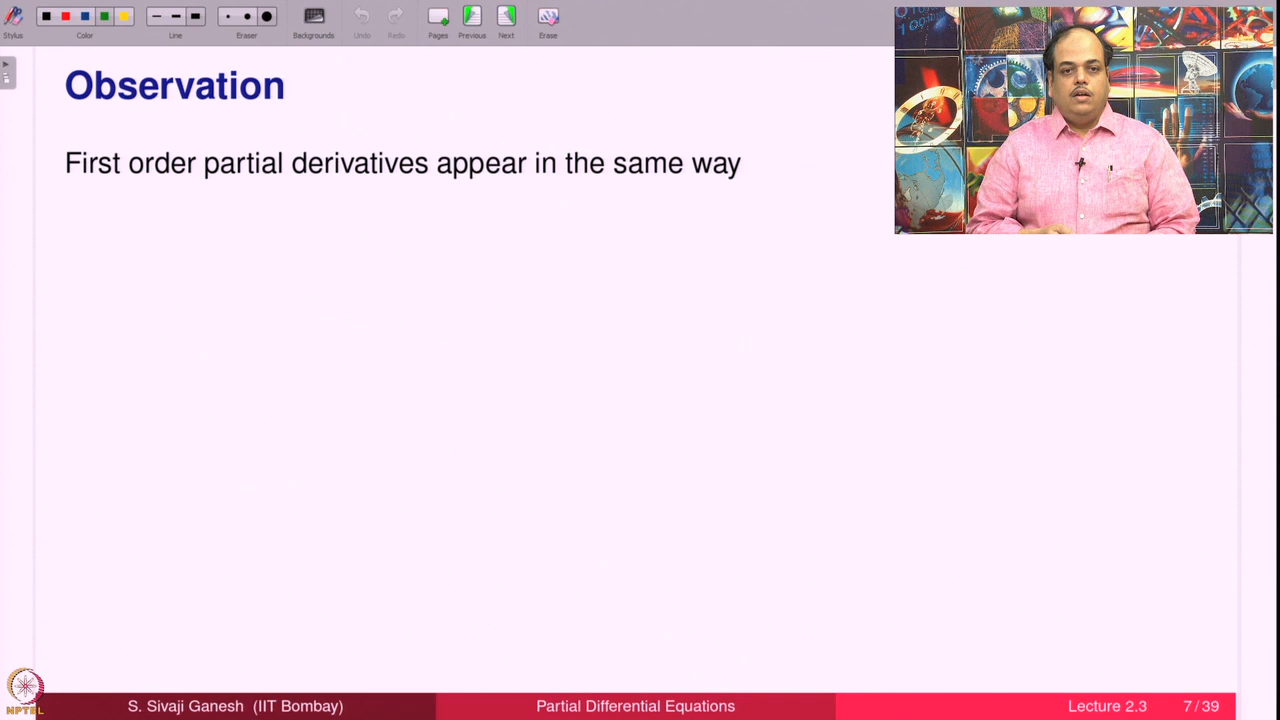 Stylus
Color
Line
Eraser
Backgrounds
Undo
Redo
Pages
Previous
Next
Erase
Observation
First order partial derivatives appear in the same way
NPTEL
S. Sivaji Ganesh (IIT Bombay)
Partial Differential Equations
Lecture 2.3
7 / 39